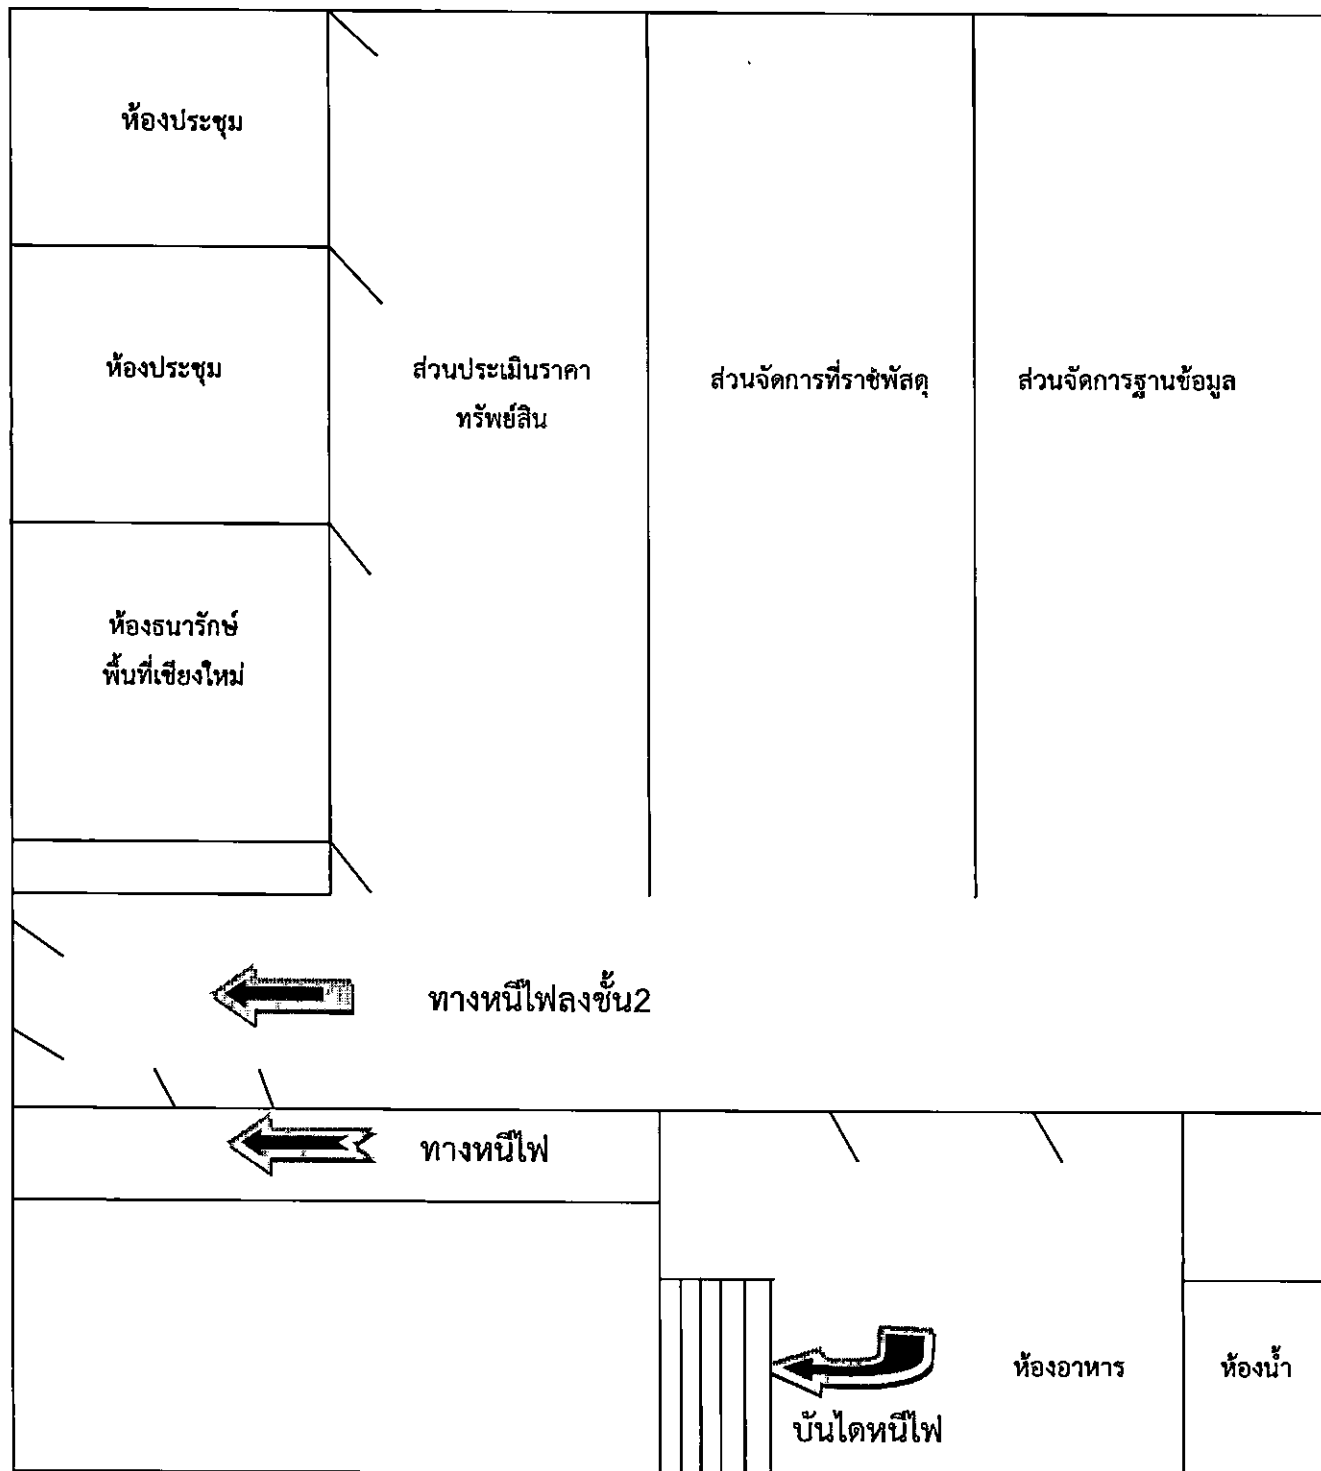 ห้องประชุม
ห้องประชุม
ส่วนประเมินราคา
ทรัพย์สิน
ส่วนจัดการที่ราชพัสดุ
ส่วนจัดการฐานข้อมูล
ห้องธนารักษ์
พื้นที่เชียงใหม่
ทางหนีไฟลงชั้น2
ทางหนีไฟ
ห้องอาหาร
ห้องน้ำ
บันไดหนีไฟ